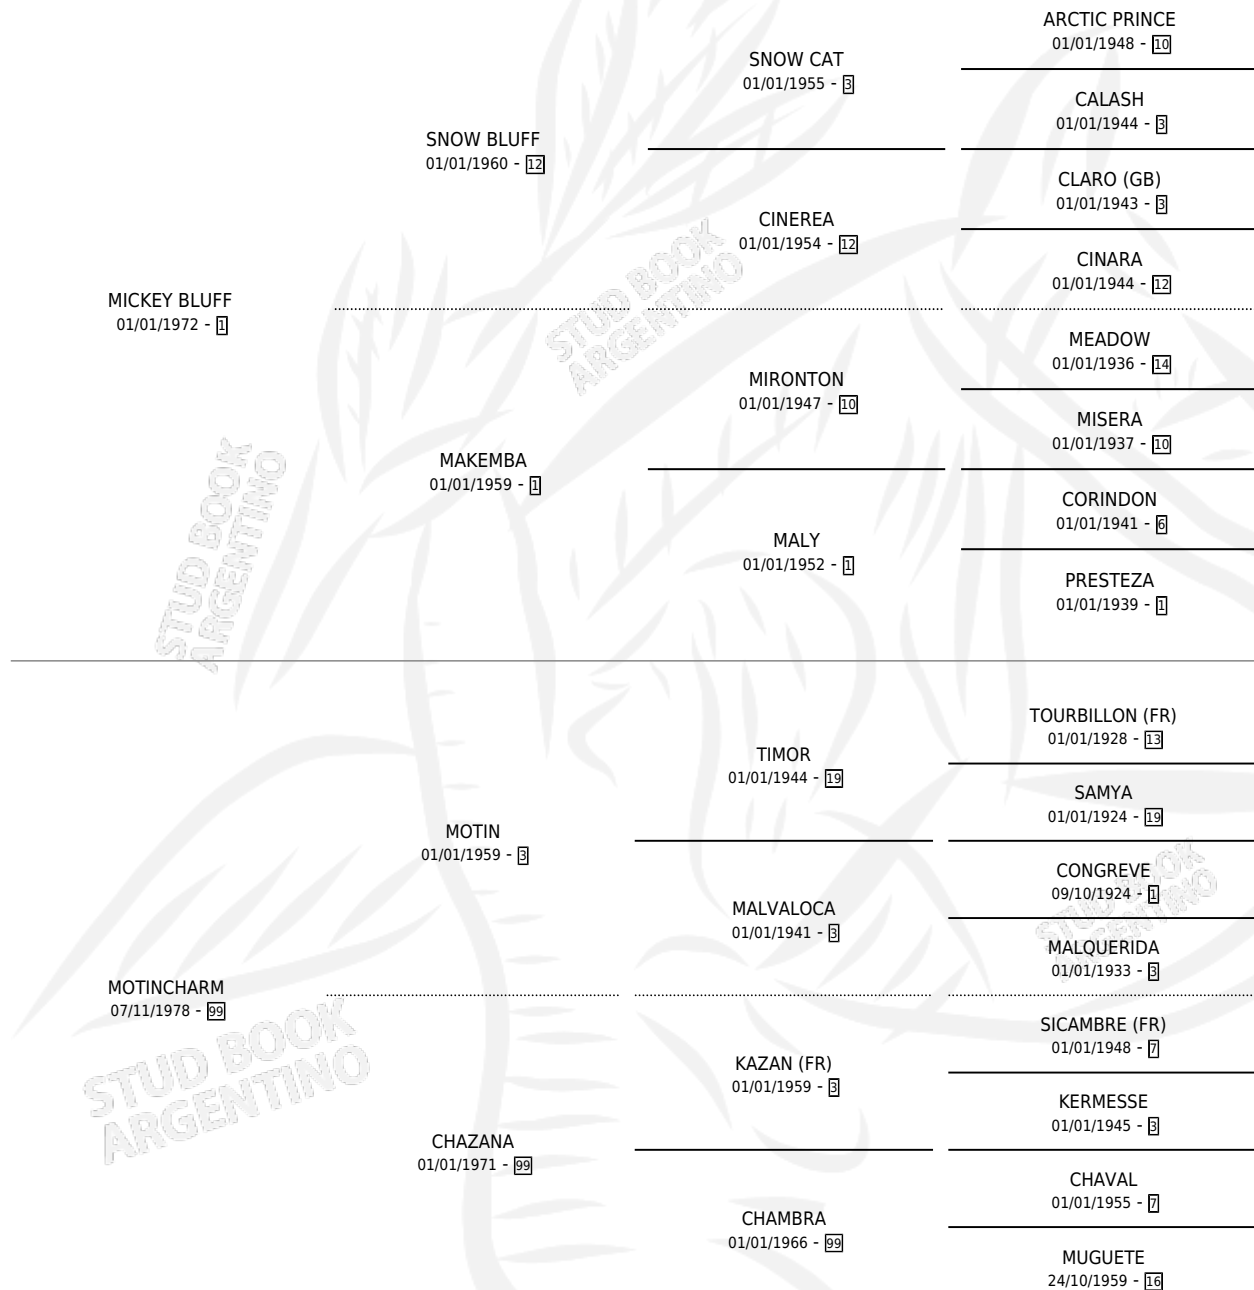 ARCTIC PRINCE
01/01/1948 - 10
SNOW CAT
01/01/1955 - 3
CALASH
01/01/1944 - 3
SNOW BLUFF
01/01/1960 - 12
CLARO (GB)
01/01/1943 - 3
CINEREA
01/01/1954 - 12
CINARA
01/01/1944 - 12
MICKEY BLUFF
01/01/1972 - 1
MEADOW
01/01/1936 - 14
MIRONTON
01/01/1947 - 10
MISERA
01/01/1937 - 10
MAKEMBA
01/01/1959 - 1
CORINDON
01/01/1941 - 6
MALY
01/01/1952 - 1
PRESTEZA
01/01/1939 - 1
TOURBILLON (FR)
01/01/1928 - 13
TIMOR
01/01/1944 - 19
SAMYA
01/01/1924 - 19
MOTIN
01/01/1959 - 3
CONGREVE
09/10/1924 - 1
MALVALOCA
01/01/1941 - 3
MALQUERIDA
01/01/1933 - 3
MOTINCHARM
07/11/1978 - 99
SICAMBRE (FR)
01/01/1948 - 7
KAZAN (FR)
01/01/1959 - 3
KERMESSE
01/01/1945 - 3
CHAZANA
01/01/1971 - 99
CHAVAL
01/01/1955 - 7
CHAMBRA
01/01/1966 - 99
MUGUETE
24/10/1959 - 16
STUD BOOK
ARGENTINO
STUD BOOK
ARGENTINO
STUD BOOK
ARGENTINO
STUD BOOK
ARGENTINO